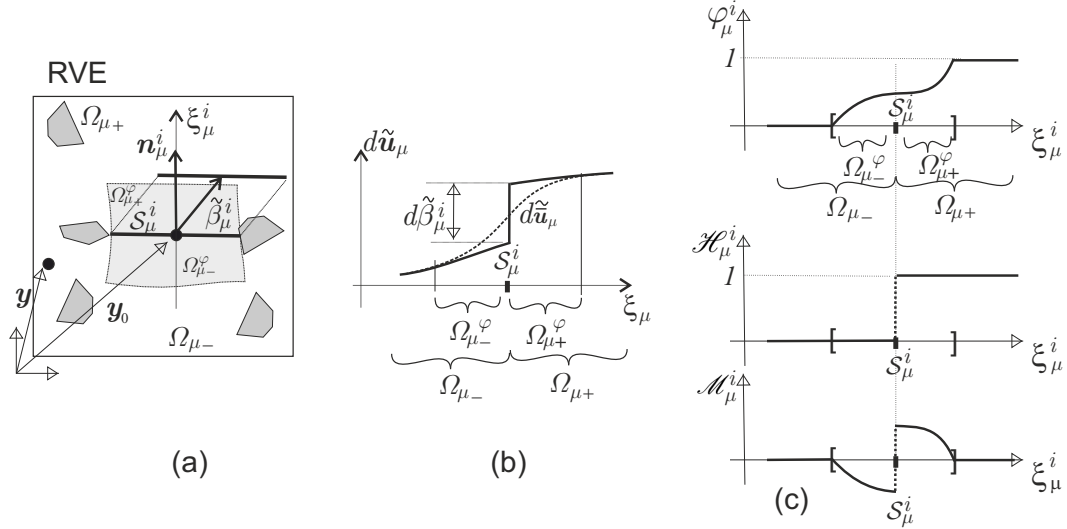 RVE
Ω_{μ+}
ξ_μ^i
n_μ^i
Ω_{μ+}^φ
S_μ^i
β̃_μ^i
Ω_{μ-}^φ
y
y_0
Ω_{μ-}
(a)
dũ_μ
dβ̃_μ^i
dũ̄_μ
S_μ^i
ξ_μ
Ω_{μ-}^φ Ω_{μ+}^φ
Ω_{μ-} Ω_{μ+}
(b)
φ_μ^i
1
S_μ^i
[ ]
ξ_μ^i
Ω_{μ-}^φ Ω_{μ+}^φ
Ω_{μ-} Ω_{μ+}
ℋ_μ^i
1
[ ]
S_μ^i
ξ_μ^i
ℳ_μ^i
[ ]
ξ_μ^i
S_μ^i
(c)